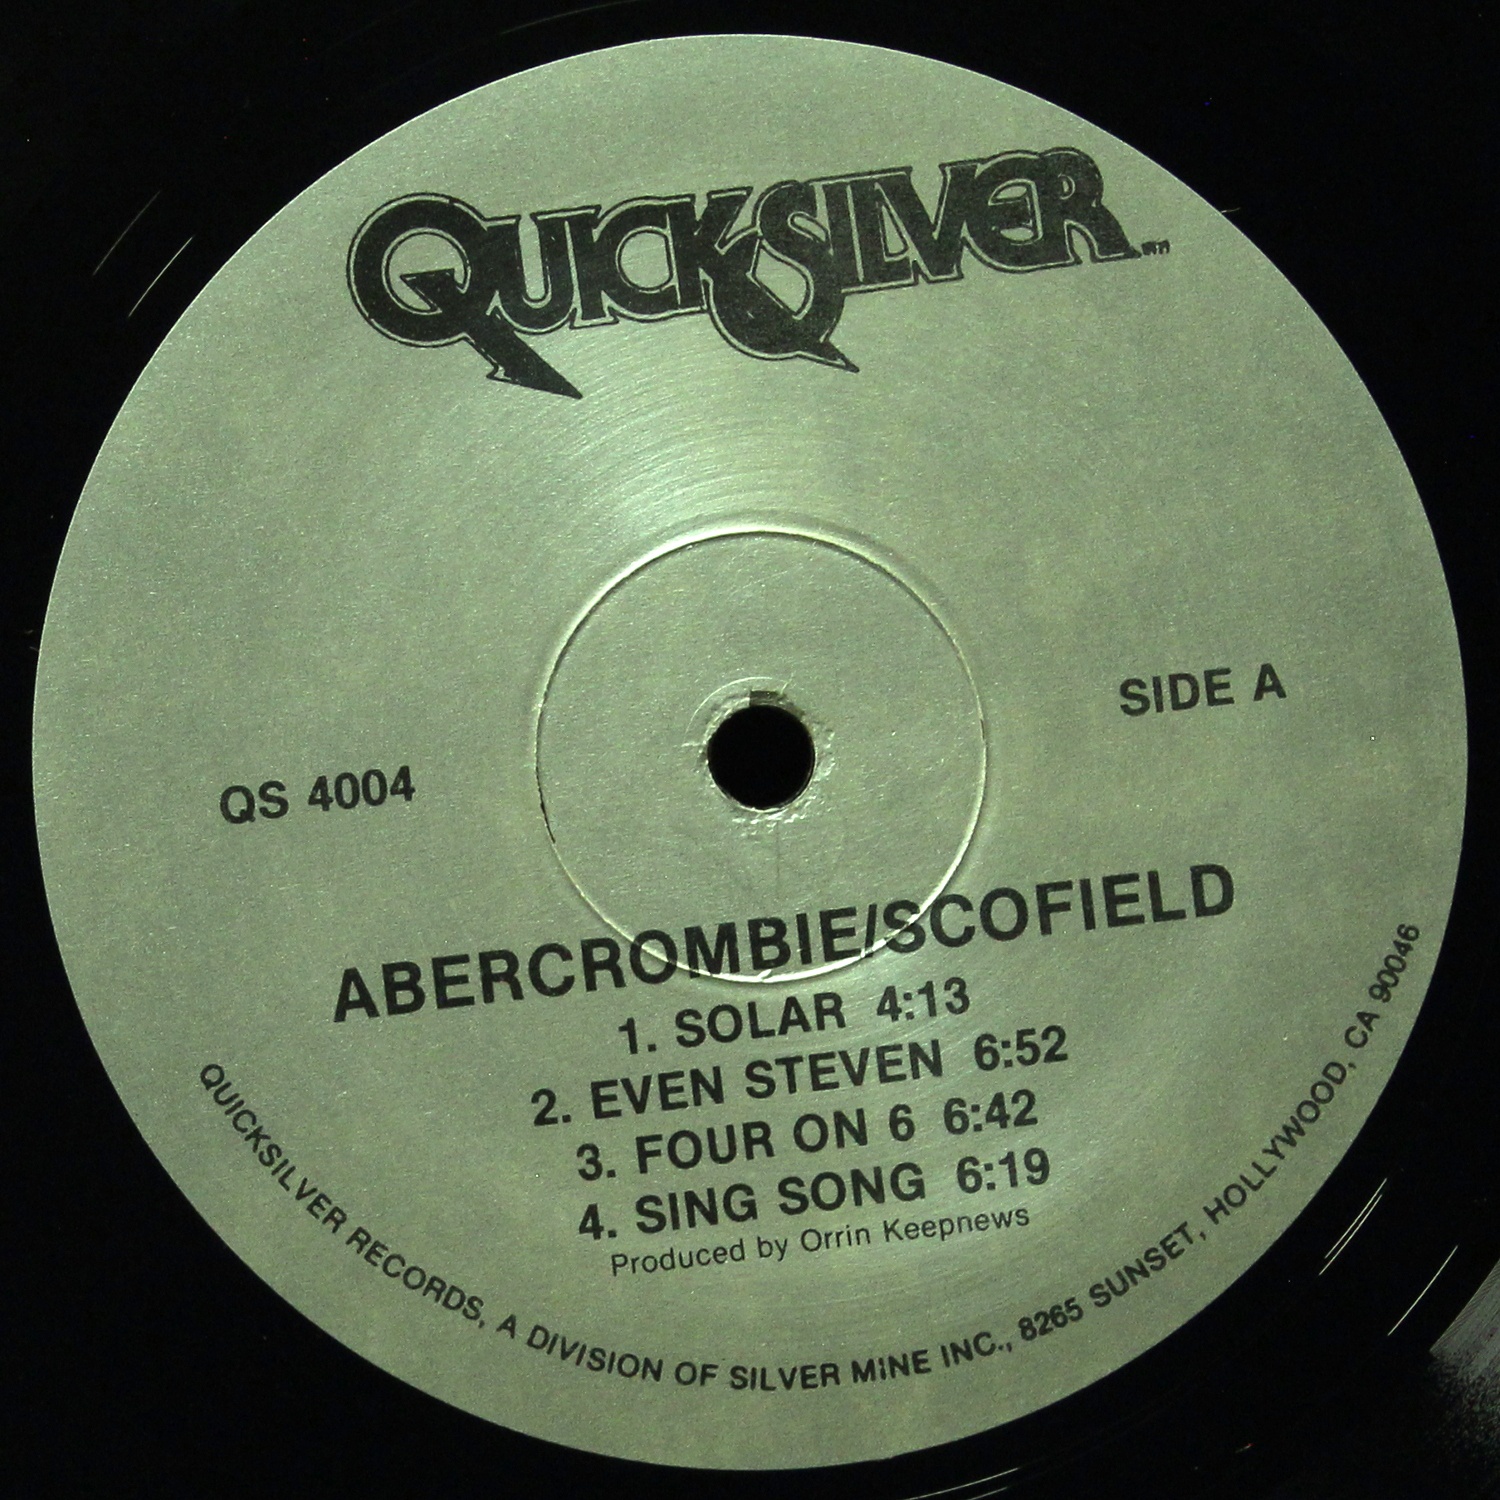 QUICKSILVER
SIDE A
QS 4004
ABERCROMBIE/SCOFIELD
1. SOLAR 4:13
2. EVEN STEVEN 6:52
3. FOUR ON 6 6:42
4. SING SONG 6:19
Produced by Orrin Keepnews
QUICKSILVER RECORDS, A DIVISION OF SILVER MINE INC., 8265 SUNSET, HOLLYWOOD, CA 90046